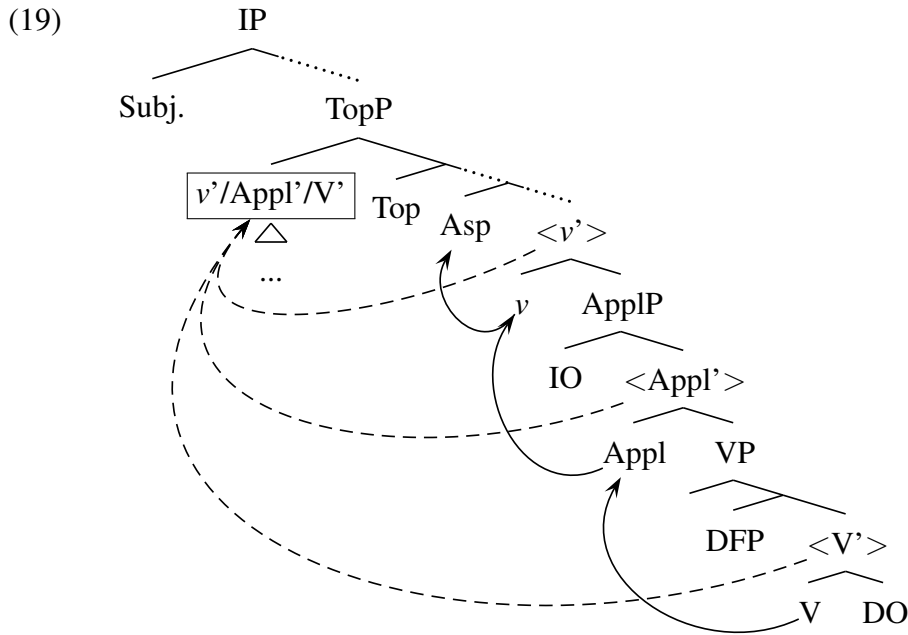 (19) IP
Subj. TopP
v’/Appl’/V’ Top Asp <v’>
...
v ApplP
IO <Appl’>
Appl VP
DFP <V’>
V DO